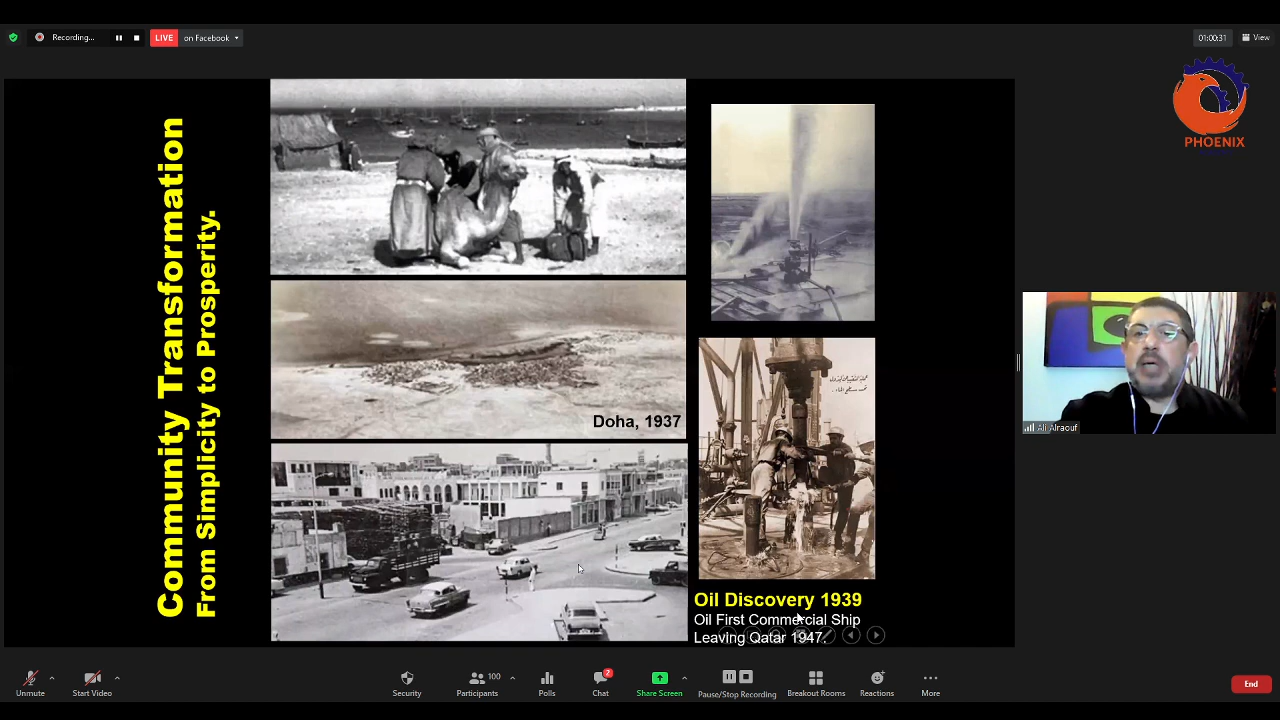 Recording...
LIVE
on Facebook
01:00:31
View
PHOENIX
Community Transformation
From Simplicity to Prosperity.
Doha, 1937
Oil Discovery 1939
Oil First Commercial Ship
Leaving Qatar 1947.
Ali Alraouf
Unmute
Start Video
Security
Participants
100
Polls
Chat
2
Share Screen
Pause/Stop Recording
Breakout Rooms
Reactions
More
End